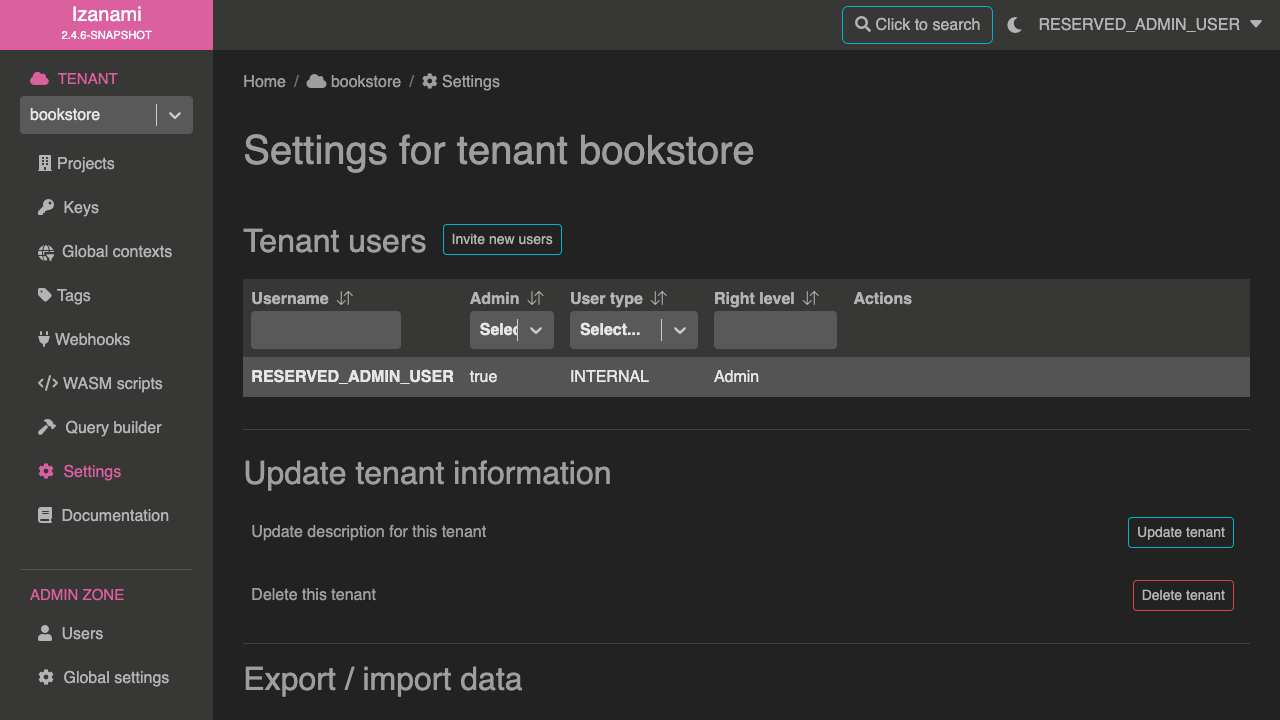 Izanami
2.4.6-SNAPSHOT
Click to search
RESERVED_ADMIN_USER
TENANT
bookstore
Projects
Keys
Global contexts
Tags
Webhooks
WASM scripts
Query builder
Settings
Documentation
ADMIN ZONE
Users
Global settings
Home / bookstore / Settings
Settings for tenant bookstore
Tenant users
Invite new users
Username Admin User type Right level Actions
Selec Select...
RESERVED_ADMIN_USER true INTERNAL Admin
Update tenant information
Update description for this tenant
Update tenant
Delete this tenant
Delete tenant
Export / import data